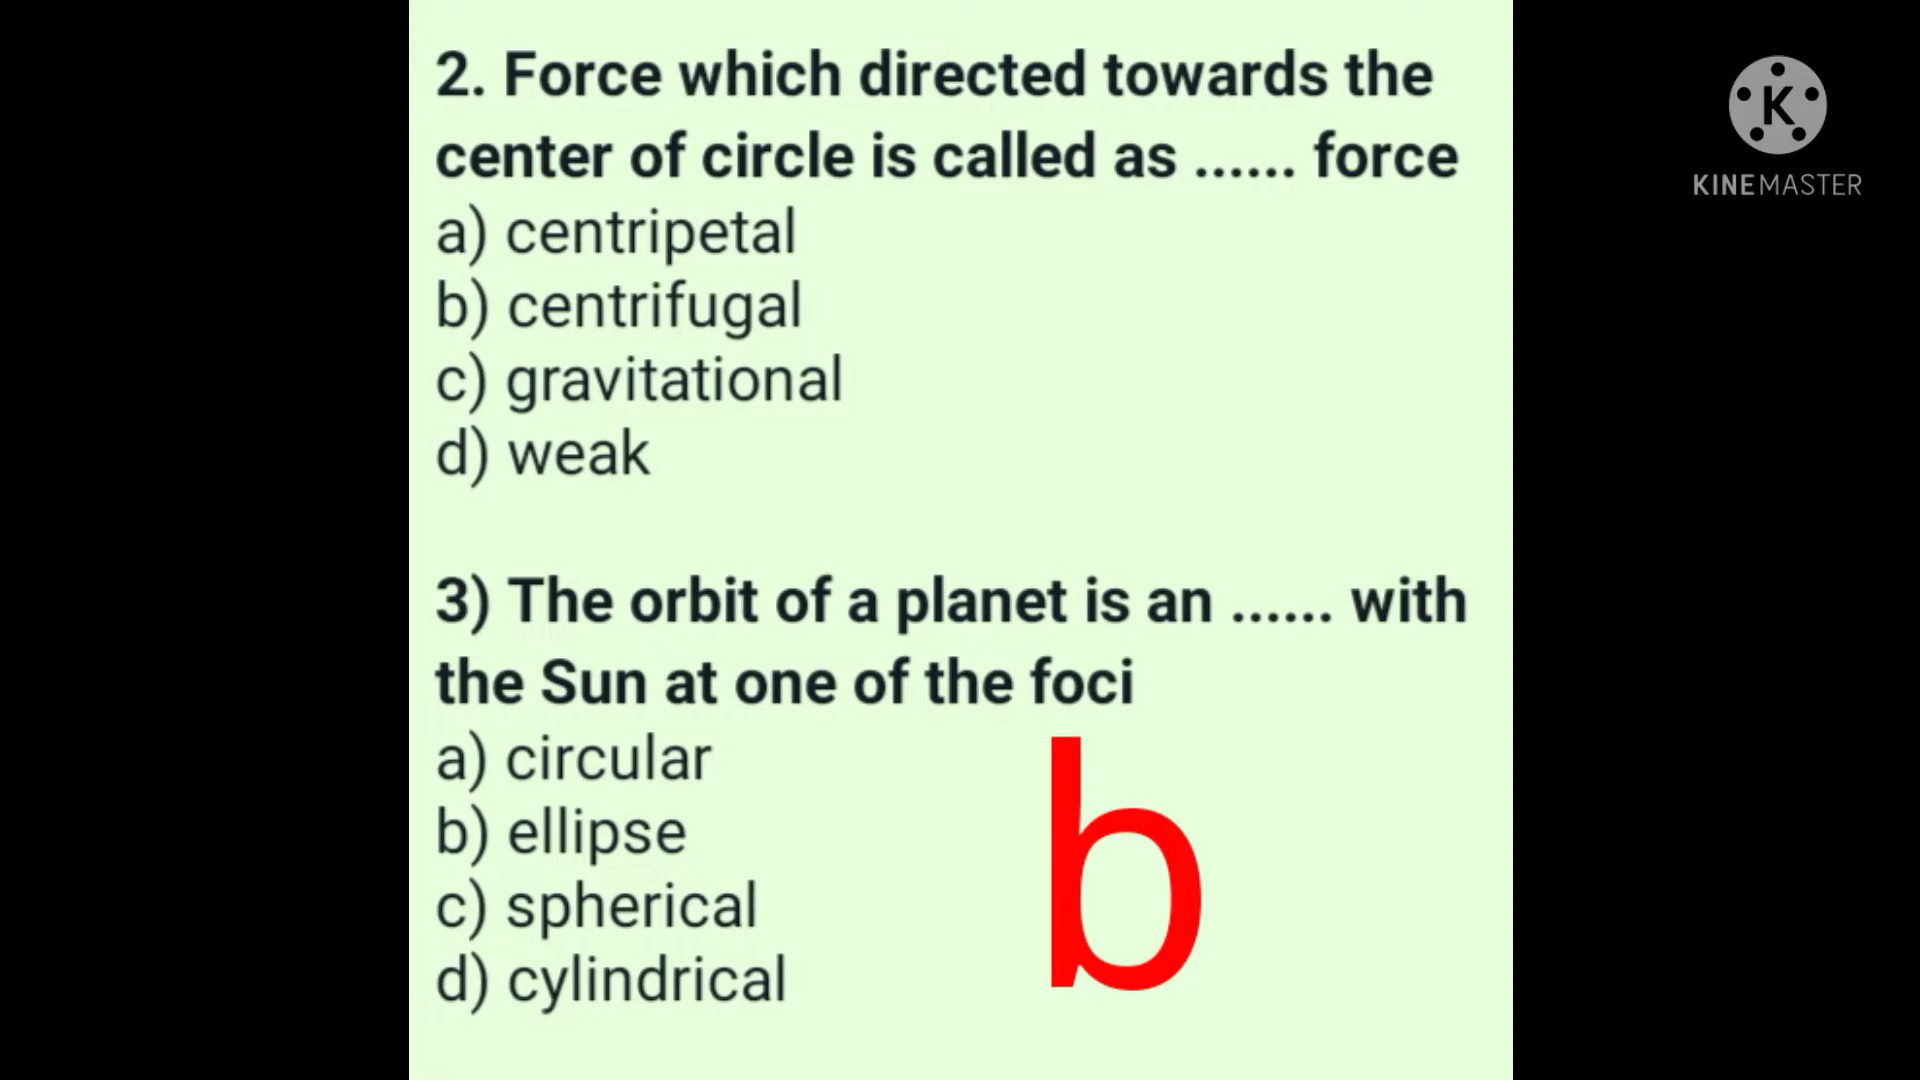 2. Force which directed towards the
center of circle is called as ...... force
a) centripetal
b) centrifugal
c) gravitational
d) weak
3) The orbit of a planet is an ...... with
the Sun at one of the foci
a) circular
b) ellipse
c) spherical
d) cylindrical
b
K
KINEMASTER